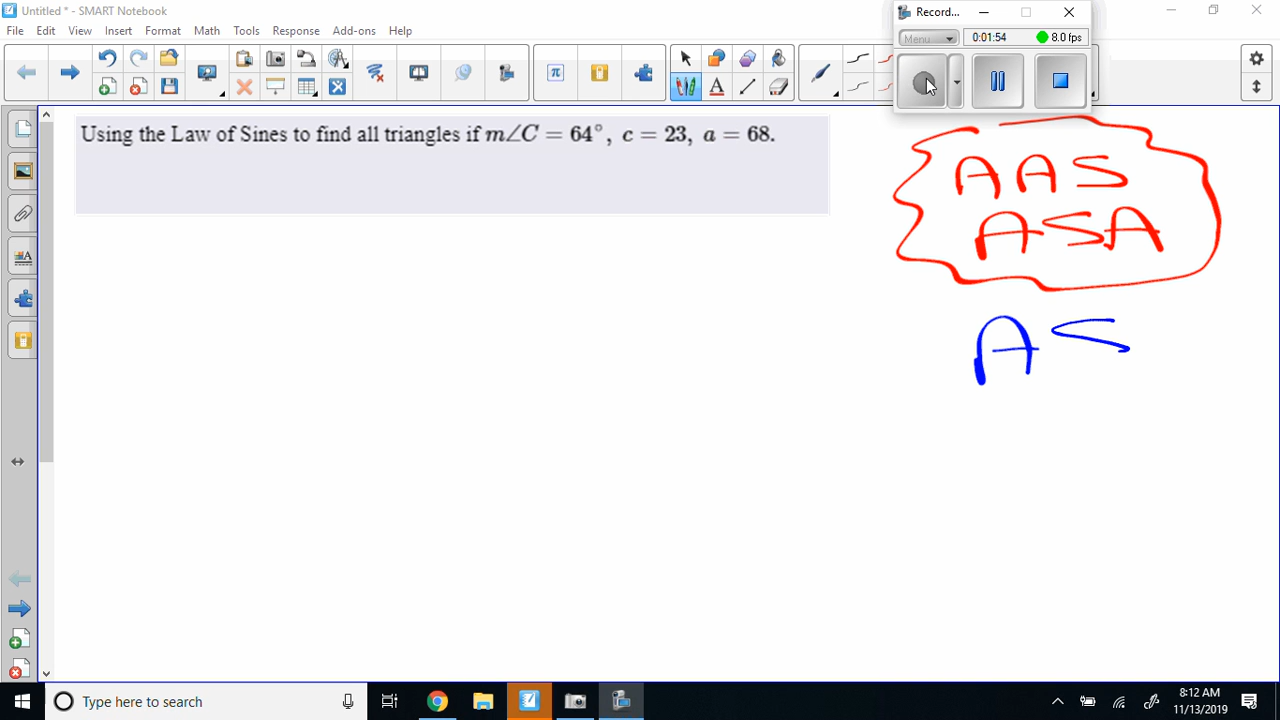 Untitled * - SMART Notebook
Record...
File Edit View Insert Format Math Tools Response Add-ons Help
Menu
0:01:54
8.0 fps
Using the Law of Sines to find all triangles if m∠C = 64°, c = 23, a = 68.
AAS
ASA
AS
Type here to search
8:12 AM
11/13/2019